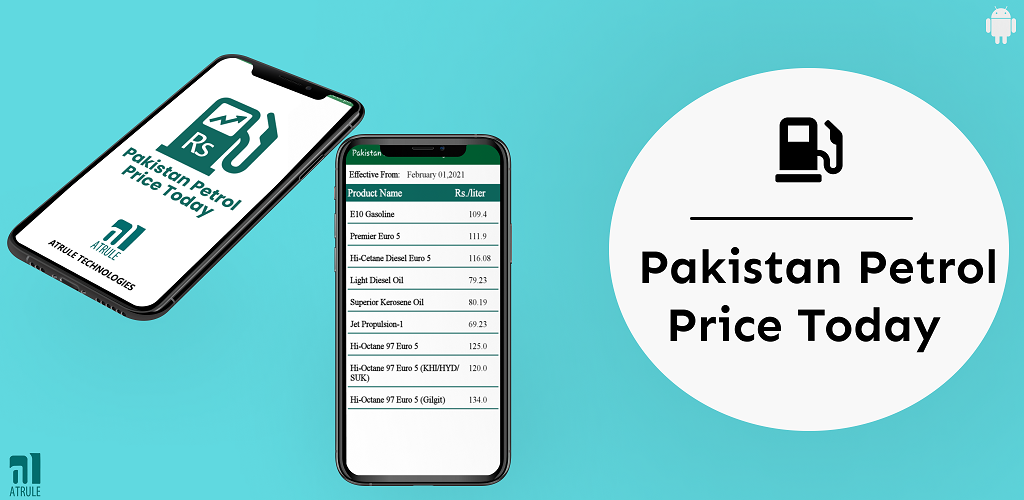 Rs
Pakistan Petrol
Price Today
ATRULE
ATRULE TECHNOLOGIES
Pakistan
Effective From: February 01,2021
Product Name Rs./liter
E10 Gasoline 109.4
Premier Euro 5 111.9
Hi-Cetane Diesel Euro 5 116.08
Light Diesel Oil 79.23
Superior Kerosene Oil 80.19
Jet Propulsion-1 69.23
Hi-Octane 97 Euro 5 125.0
Hi-Octane 97 Euro 5 (KHI/HYD/ 120.0
SUK)
Hi-Octane 97 Euro 5 (Gilgit) 134.0
Pakistan Petrol
Price Today
ATRULE